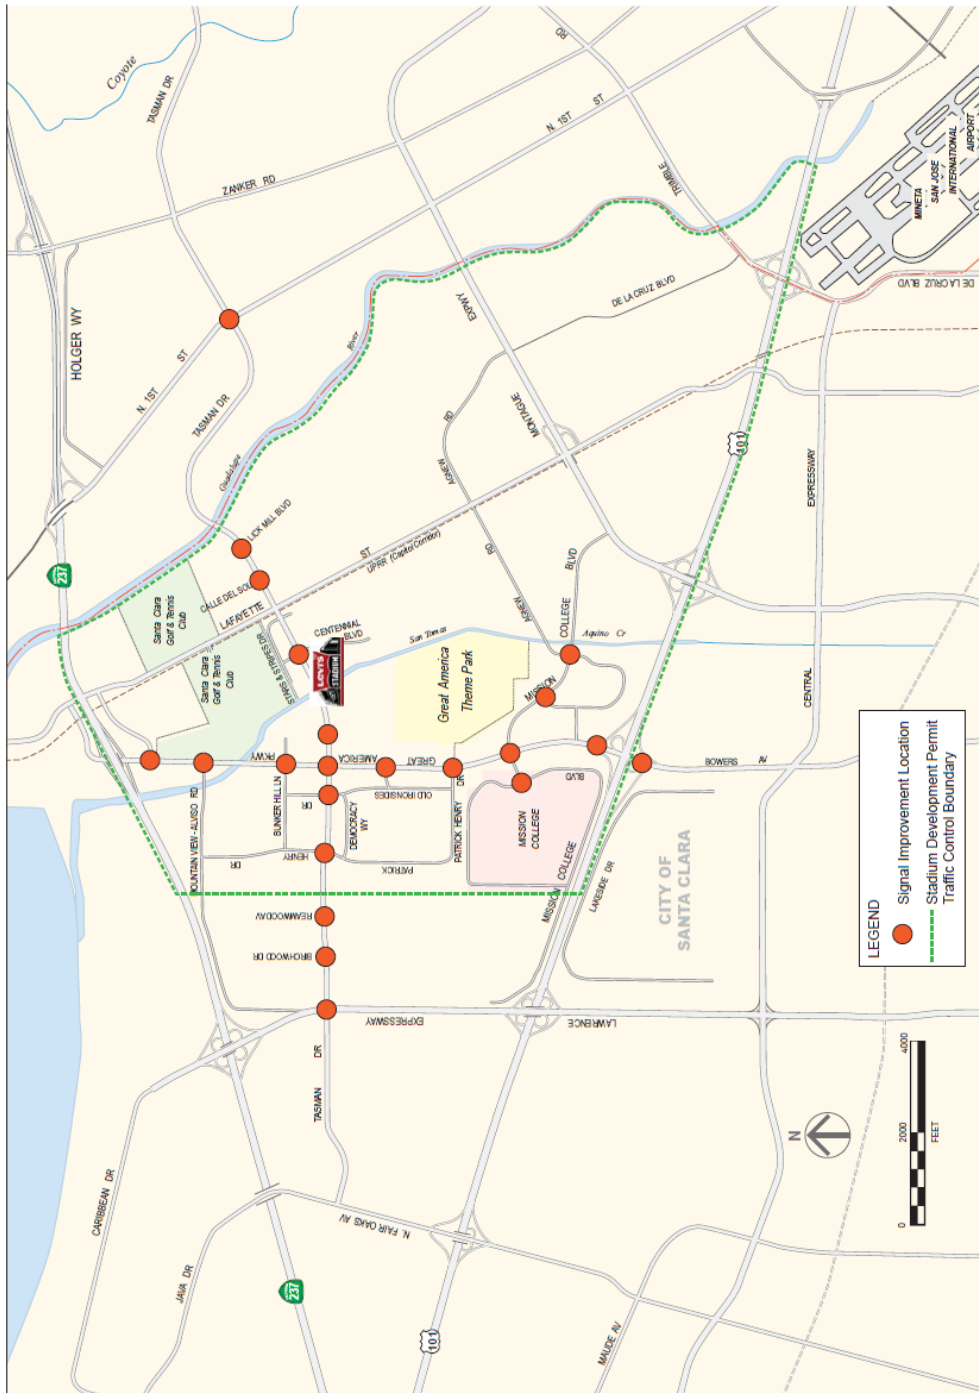 Coyote
TASMAN DR
RD
N. 1ST ST
ZANKER RD
TRIMBLE
MINETA
SAN JOSE
INTERNATIONAL
AIRPORT
HOLGER WY
DE LA CRUZ BLVD
DE LA CRUZ BLVD
EXPWY
River
N. 1ST ST
TASMAN DR
Guadalupe
MONTAGUE
AGNEW RD
101
EXPRESSWAY
LICK MILL BLVD
237
UPRR (Capitol Corridor)
ST
CALLE DEL SOL
LAFAYETTE
Santa Clara
Golf & Tennis
Club
AGNEW RD
COLLEGE BLVD
CENTENNIAL
BLVD
STARS & STRIPES DR
San Tomas
Aquino Cr
Santa Clara
Golf & Tennis
Club
LEVI'S
STADIUM
Great America
Theme Park
MISSION
CENTRAL
PKWY
AMERICA
GREAT
BOWERS AV
MOUNTAIN VIEW - ALVISO RD
BUNKER HILL LN
OLD IRONSIDES
DR
DEMOCRACY
WY
PATRICK HENRY DR
BLVD
MISSION
COLLEGE
HENRY
DR
PATRICK
MISSION COLLEGE
LAKESIDE DR
CITY OF
SANTA CLARA
REAMWOOD AV
BIRCHWOOD DR
EXPRESSWAY
LAWRENCE
TASMAN DR
CARIBBEAN DR
JAVA DR
N. FAIR OAKS AV
237
101
MAUDE AV
N
LEGEND
Signal Improvement Location
Stadium Development Permit
Traffic Control Boundary
0 2000 4000
FEET